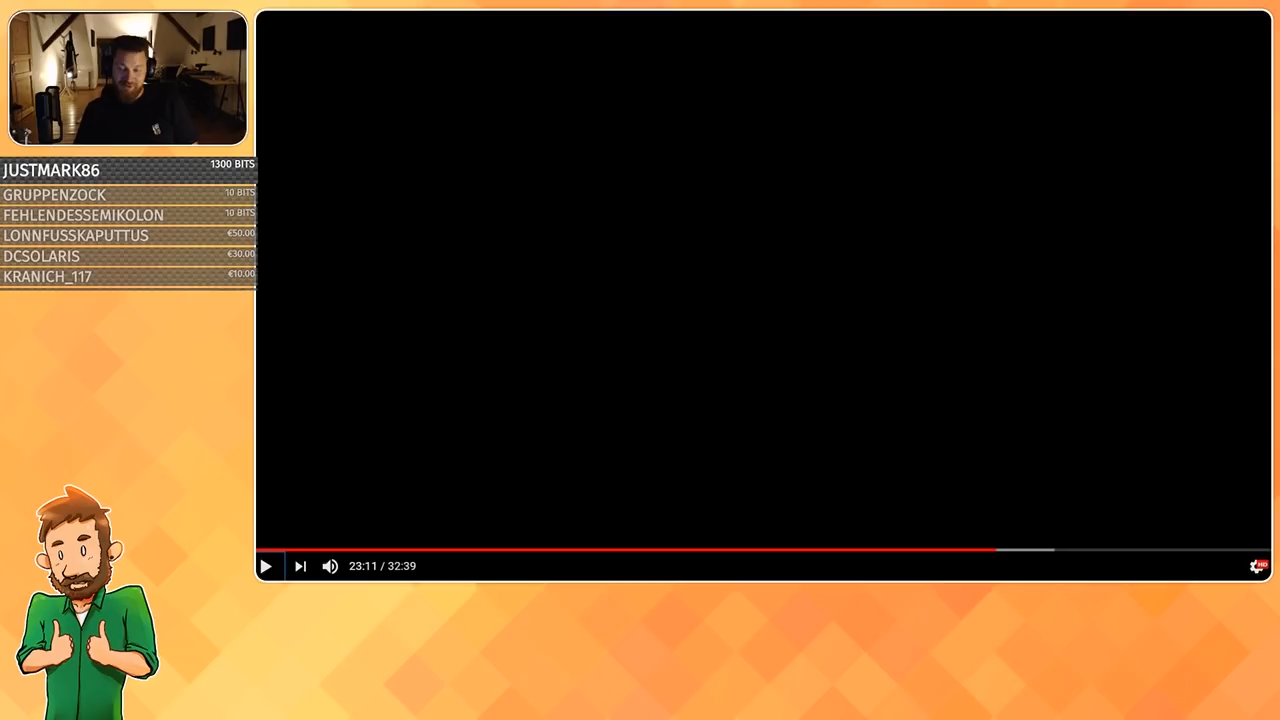 JUSTMARK86 1300 BITS
GRUPPENZOCK 10 BITS
FEHLENDESSEMIKOLON 10 BITS
LONNFUSSKAPUTTUS €50.00
DCSOLARIS €30.00
KRANICH_117 €10.00
23:11 / 32:39
HD